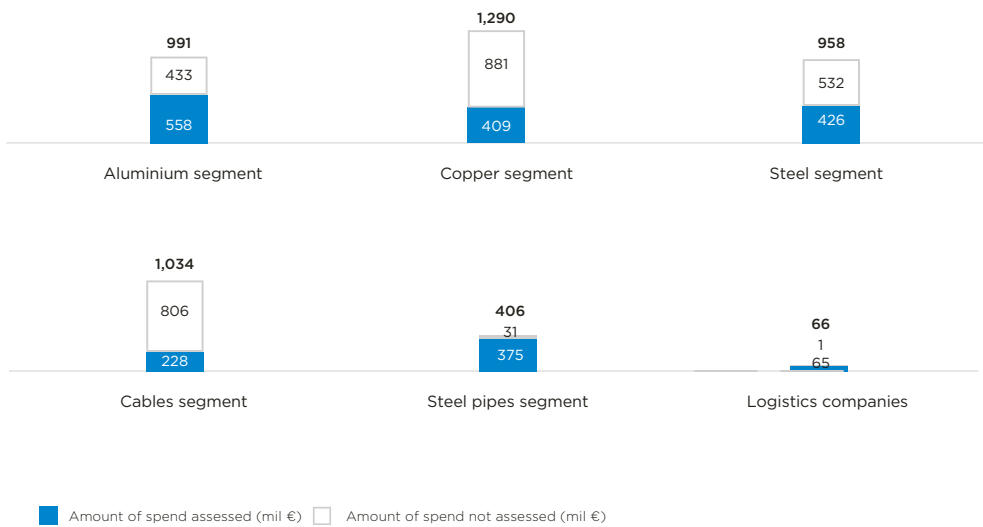 1,290
991
958
881
433
532
558
409
426
Aluminium segment
Copper segment
Steel segment
1,034
806
406
31
66
1
228
375
65
Cables segment
Steel pipes segment
Logistics companies
Amount of spend assessed (mil €)
Amount of spend not assessed (mil €)